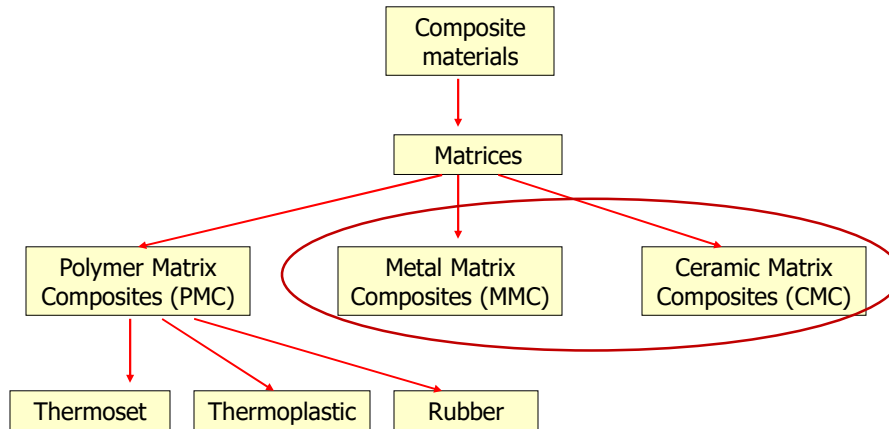 Composite
materials
Matrices
Polymer Matrix
Composites (PMC)
Metal Matrix
Composites (MMC)
Ceramic Matrix
Composites (CMC)
Thermoset
Thermoplastic
Rubber